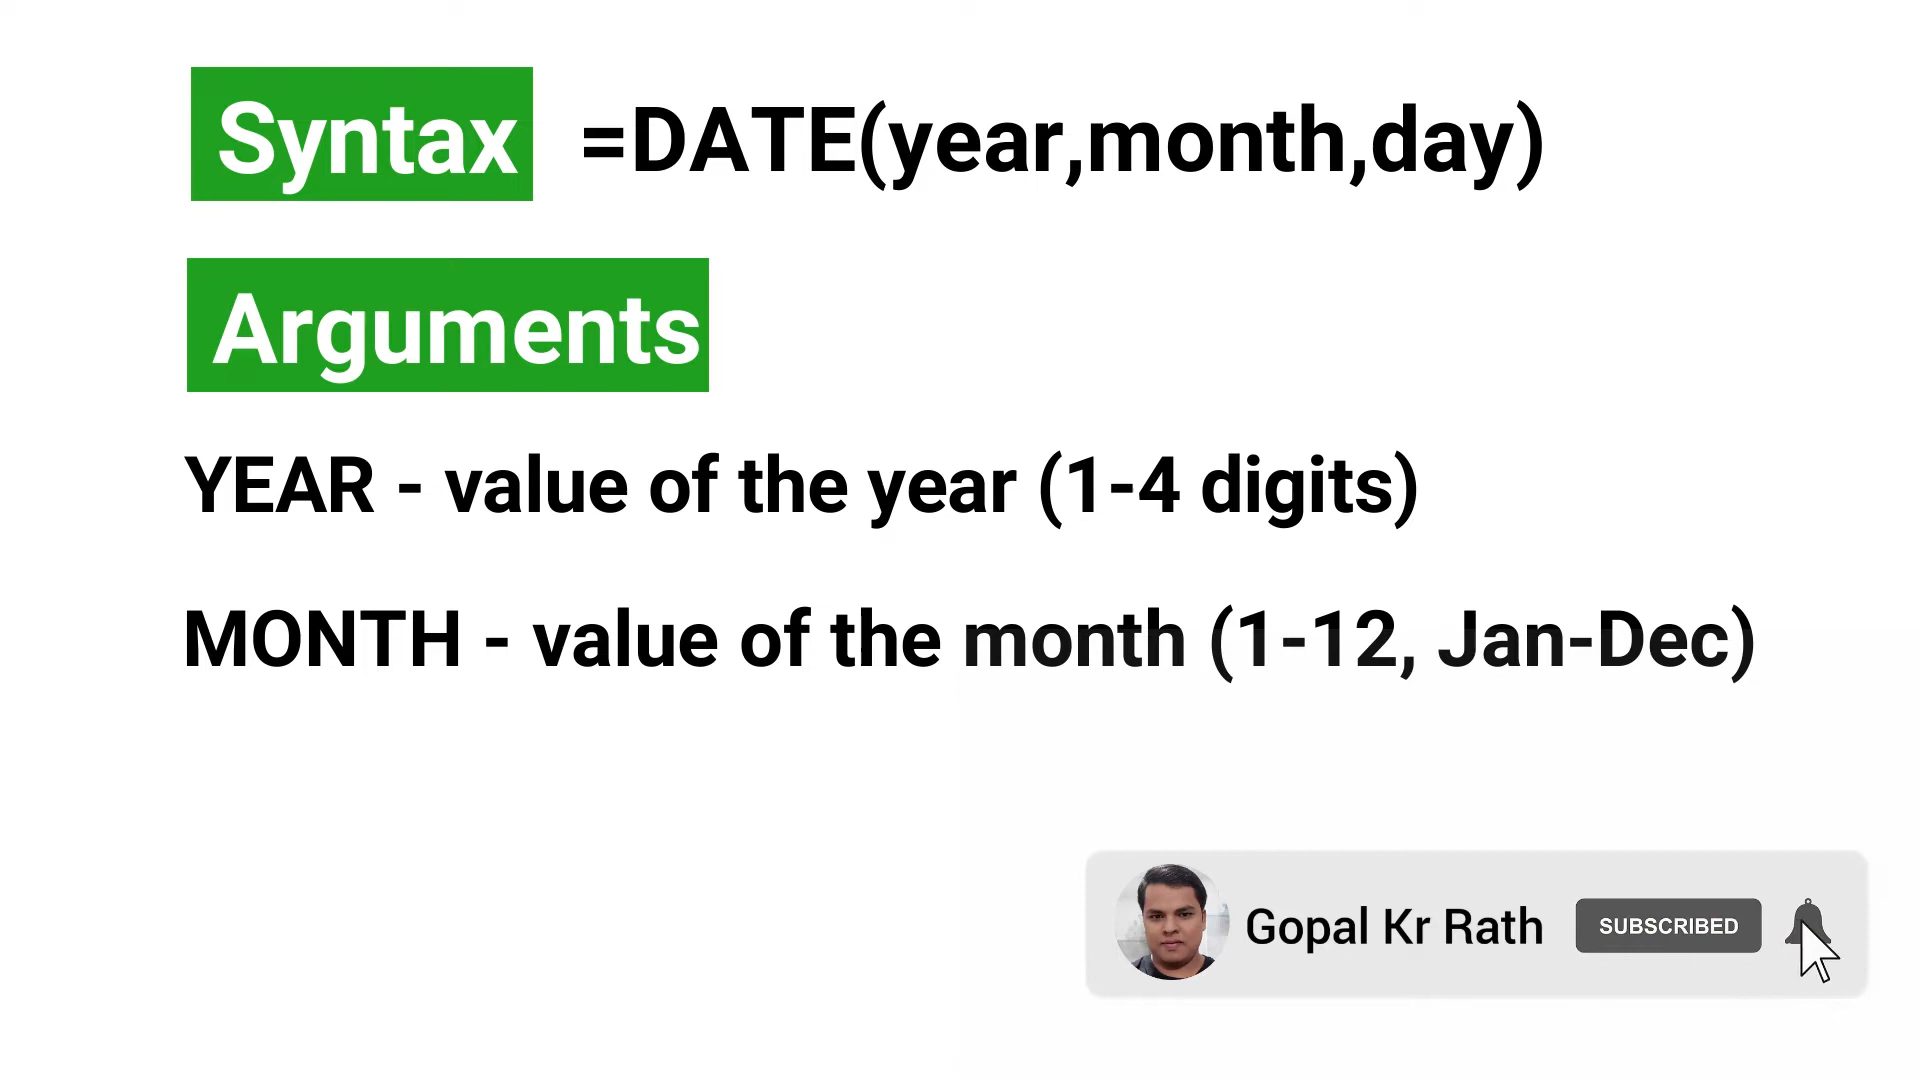 Syntax =DATE(year,month,day)
Arguments
YEAR - value of the year (1-4 digits)
MONTH - value of the month (1-12, Jan-Dec)
Gopal Kr Rath SUBSCRIBED